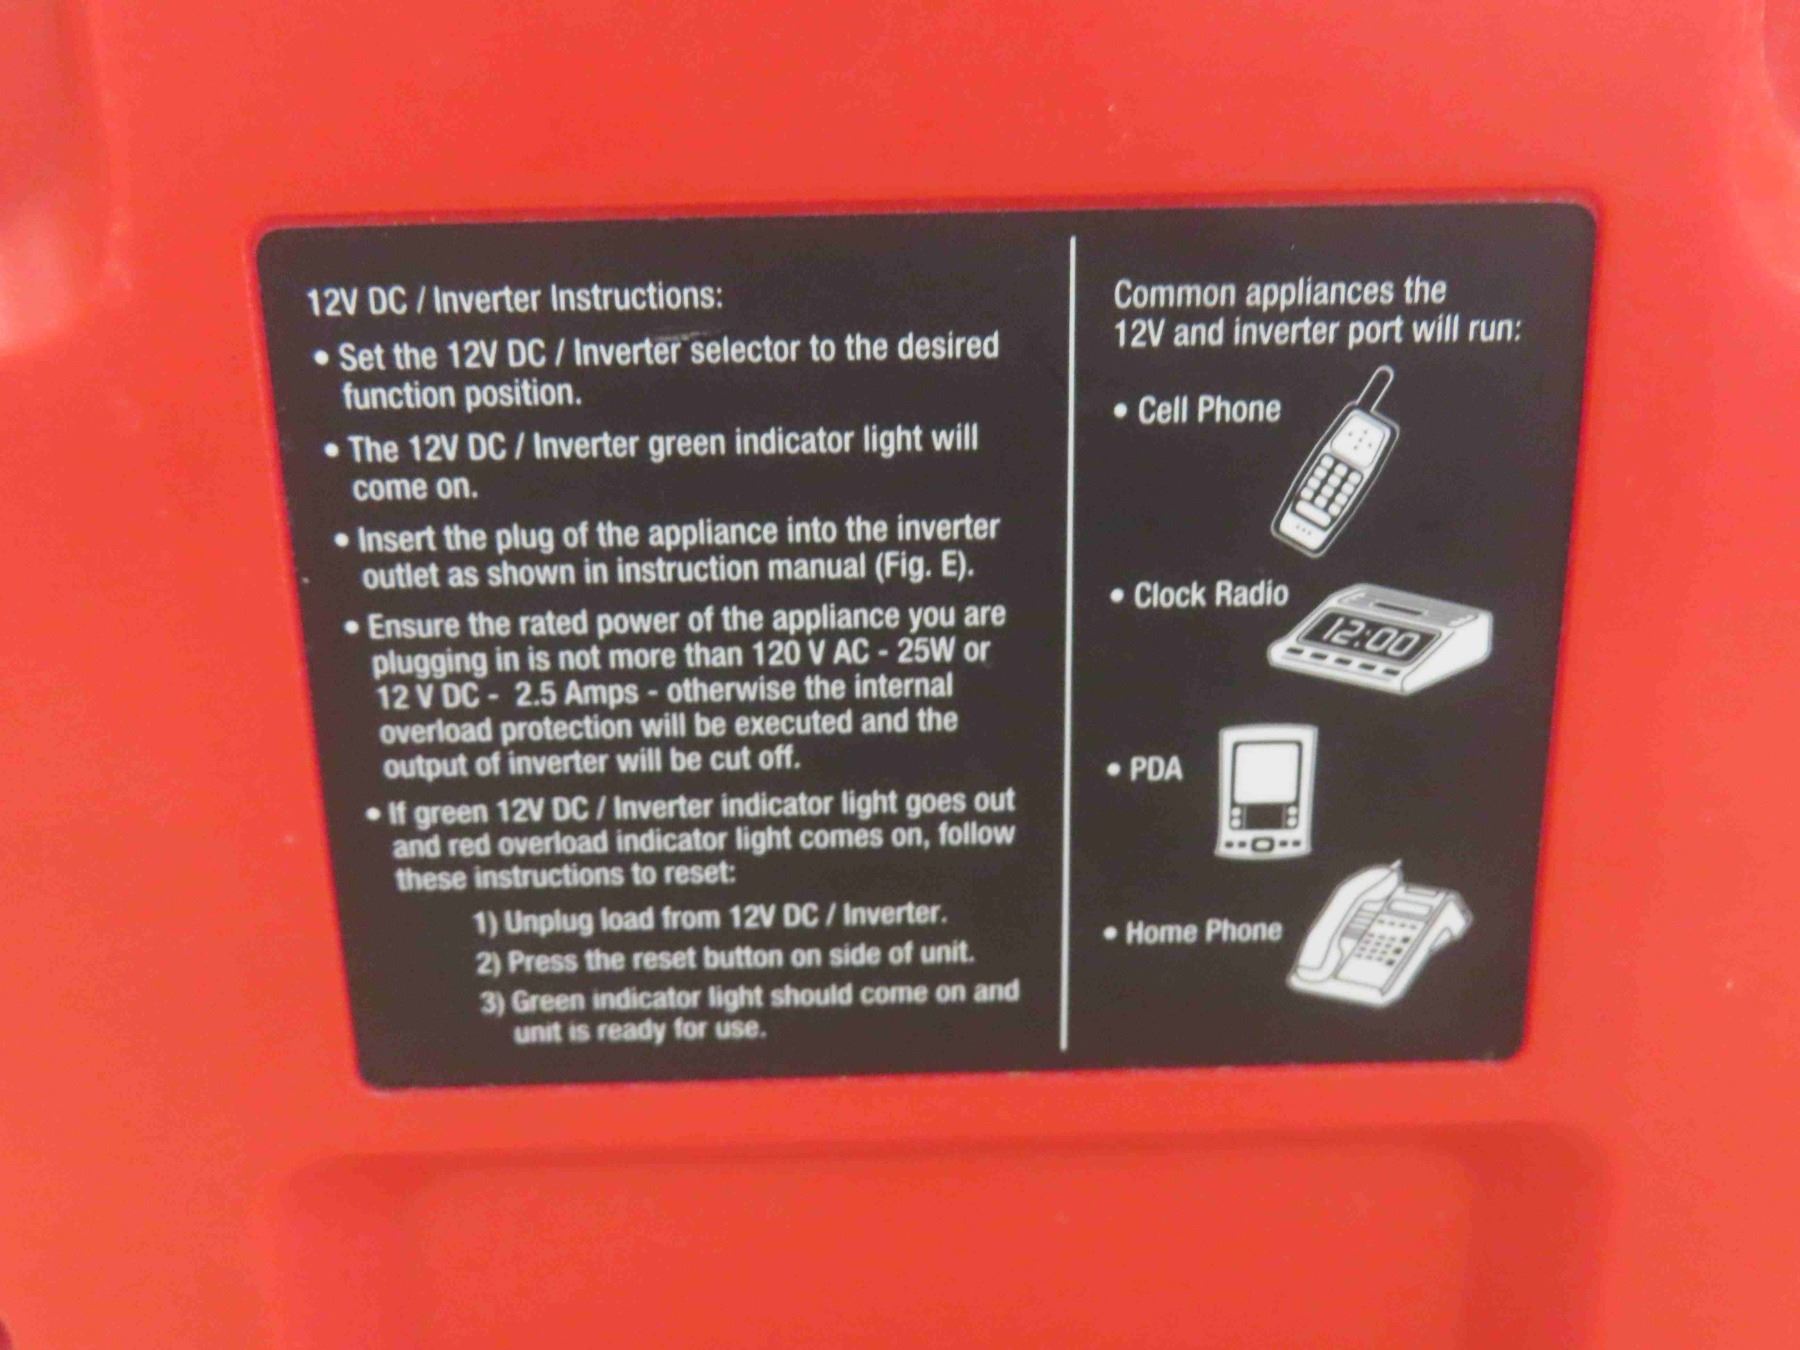 12V DC / Inverter Instructions:
• Set the 12V DC / Inverter selector to the desired
function position.
• The 12V DC / Inverter green indicator light will
come on.
• Insert the plug of the appliance into the inverter
outlet as shown in instruction manual (Fig. E).
• Ensure the rated power of the appliance you are
plugging in is not more than 120 V AC - 25W or
12 V DC - 2.5 Amps - otherwise the internal
overload protection will be executed and the
output of inverter will be cut off.
• If green 12V DC / Inverter indicator light goes out
and red overload indicator light comes on, follow
these instructions to reset:
1) Unplug load from 12V DC / Inverter.
2) Press the reset button on side of unit.
3) Green indicator light should come on and
unit is ready for use.
Common appliances the
12V and inverter port will run:
• Cell Phone
• Clock Radio
12:00
• PDA
• Home Phone